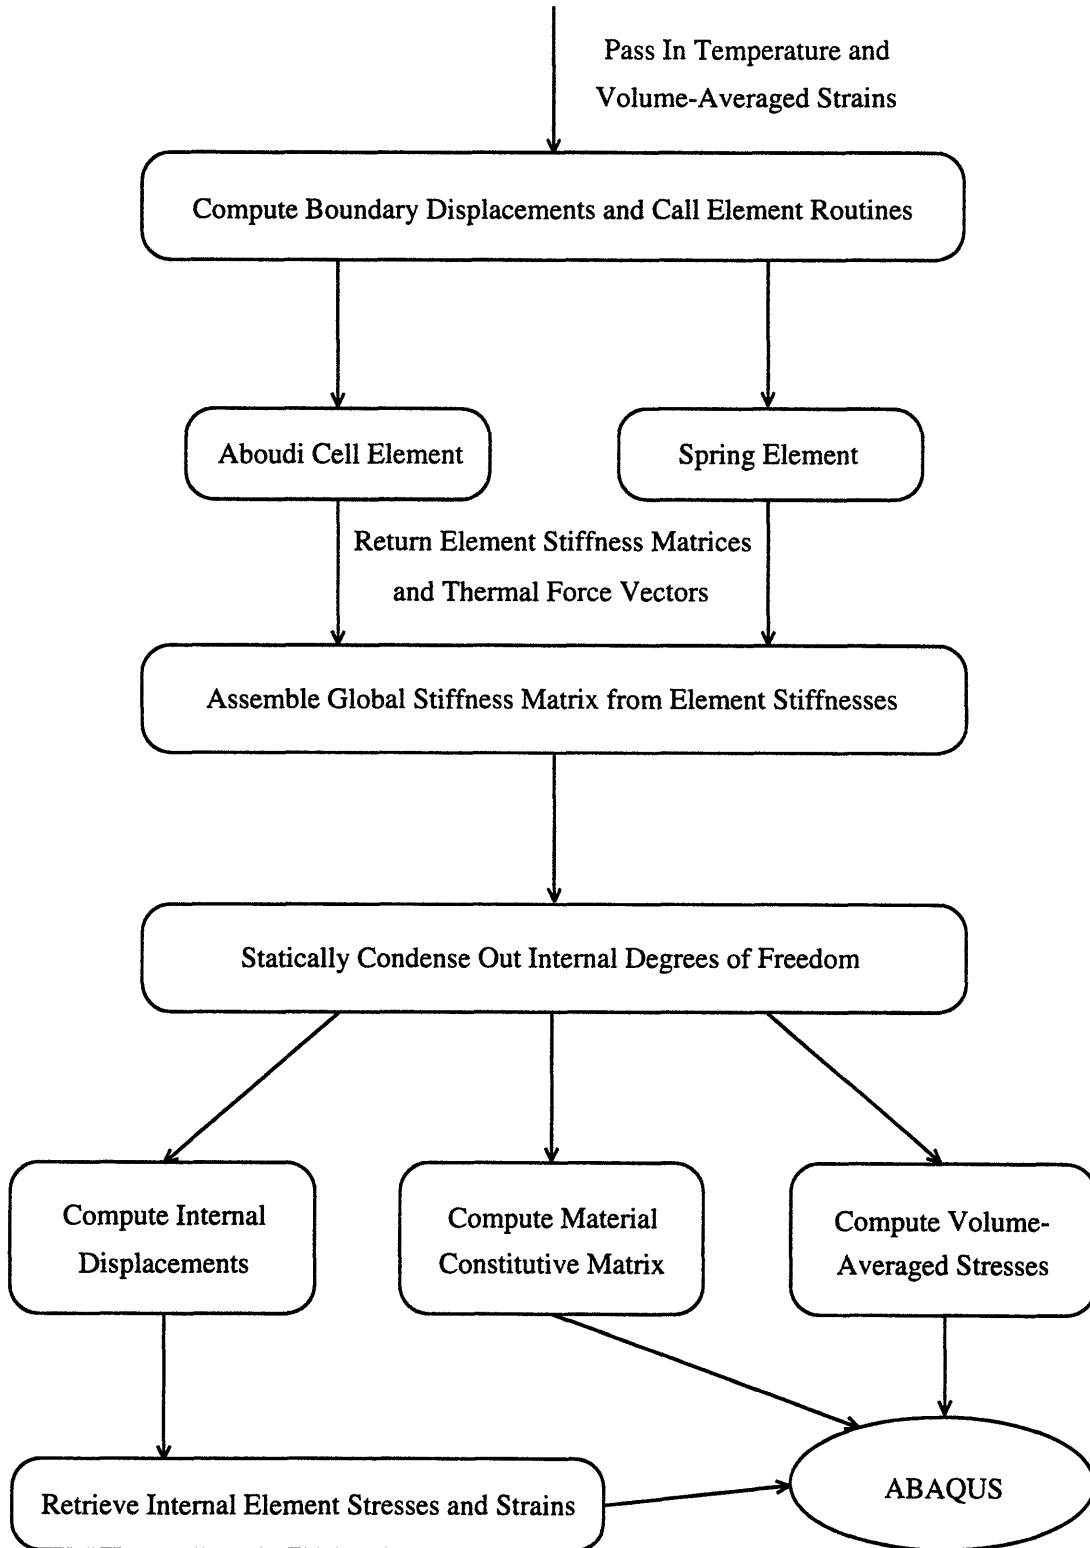 Pass In Temperature and
Volume-Averaged Strains
Compute Boundary Displacements and Call Element Routines
Aboudi Cell Element
Spring Element
Return Element Stiffness Matrices
and Thermal Force Vectors
Assemble Global Stiffness Matrix from Element Stiffnesses
Statically Condense Out Internal Degrees of Freedom
Compute Internal
Displacements
Compute Material
Constitutive Matrix
Compute Volume-
Averaged Stresses
Retrieve Internal Element Stresses and Strains
ABAQUS